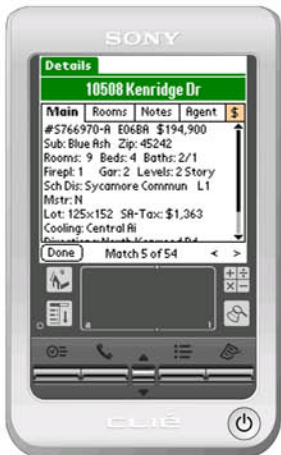 SONY
Details
10508 Kenridge Dr
Main Rooms Notes Agent $
#S766970-A E06BA $194,900
Sub: Blue Ash Zip: 45242
Rooms: 9 Beds: 4 Baths: 2/1
Firepl: 1 Gar: 2 Levels: 2 Story
Sch Dis: Sycamore Commun L1
Mstr: N
Lot: 125x152 SA-Tax: $1,363
Cooling: Central Ai
Done Match 5 of 54 < >
a 1
CLIÉ